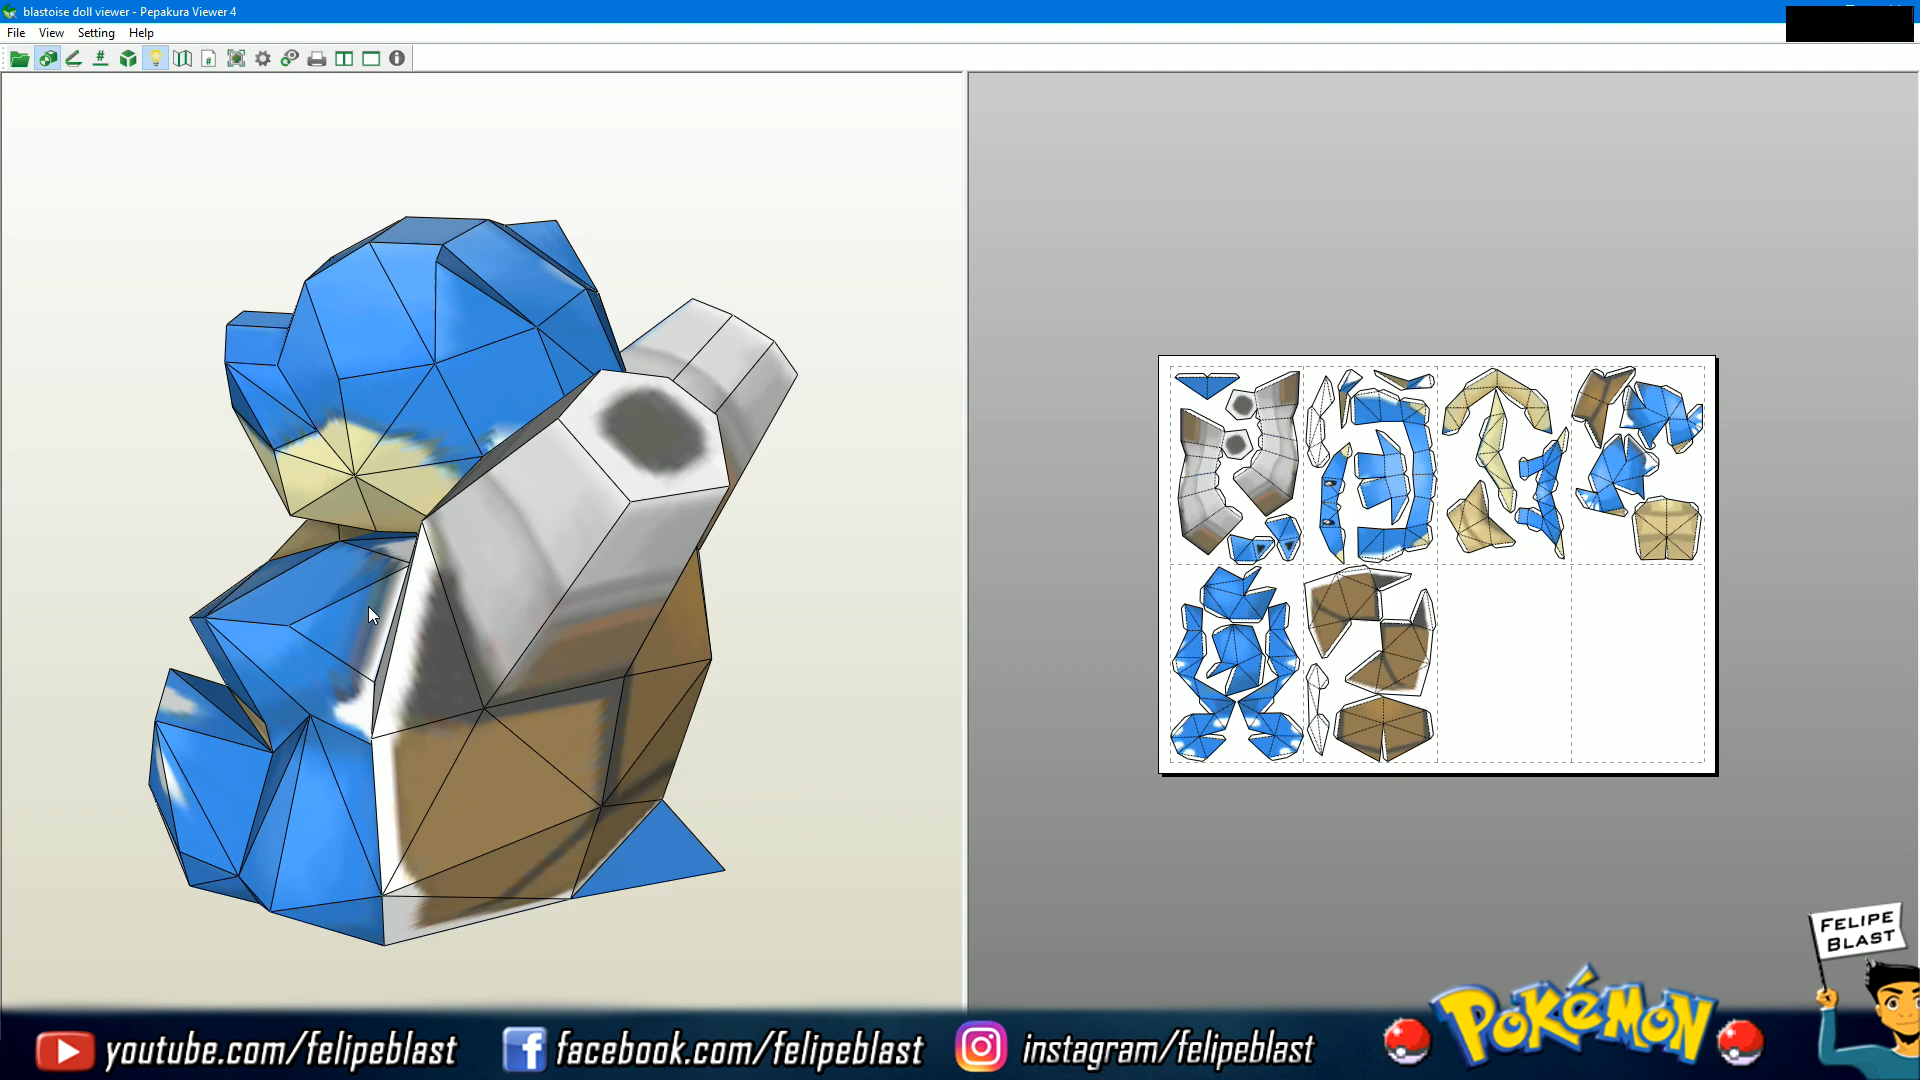 blastoise doll viewer - Pepakura Viewer 4
File View Setting Help
FELIPE
BLAST
POKéMON
youtube.com/felipeblast facebook.com/felipeblast instagram/felipeblast